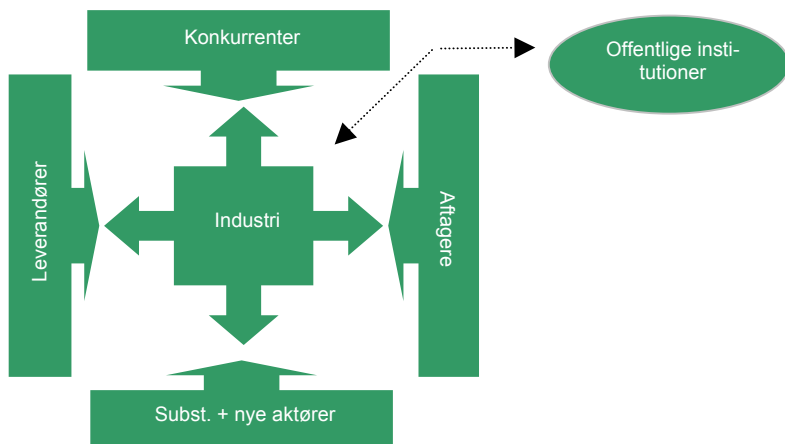 Konkurrenter
Offentlige insti-
tutioner
Leverandører
Industri
Aftagere
Subst. + nye aktører